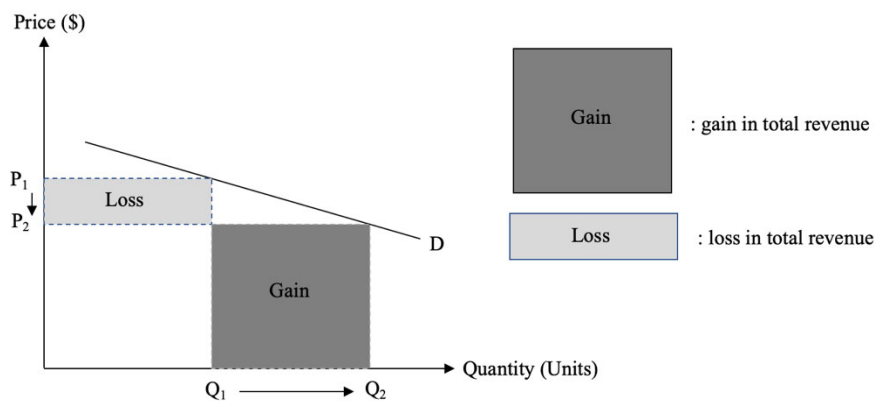 Price ($)
P₁
P₂
Loss
Gain
D
Quantity (Units)
Q₁
Q₂
Gain
: gain in total revenue
Loss
: loss in total revenue